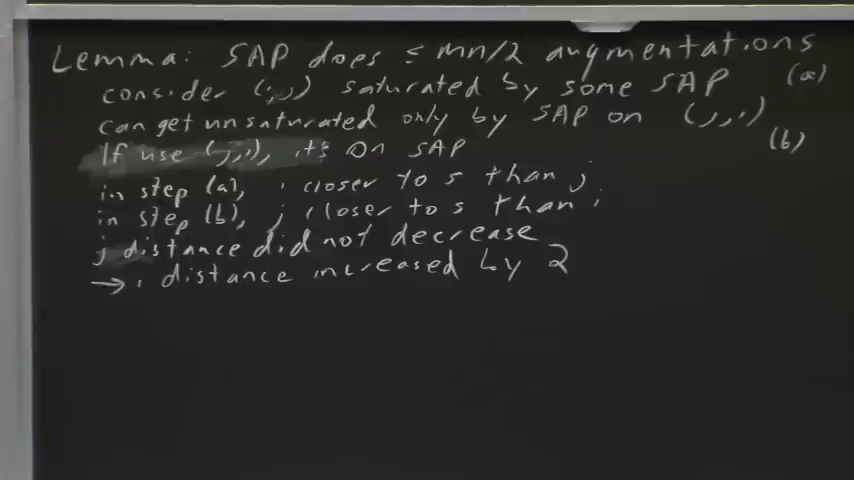 Lemma: SAP does ≤ mn/2 augmentations
consider (i,j) saturated by some SAP (a)
can get unsaturated only by SAP on (j,i) (b)
If use (j,i), it's on SAP
in step (a), i closer to s than j
in step (b), j closer to s than i
j distance did not decrease
→ i distance increased by 2